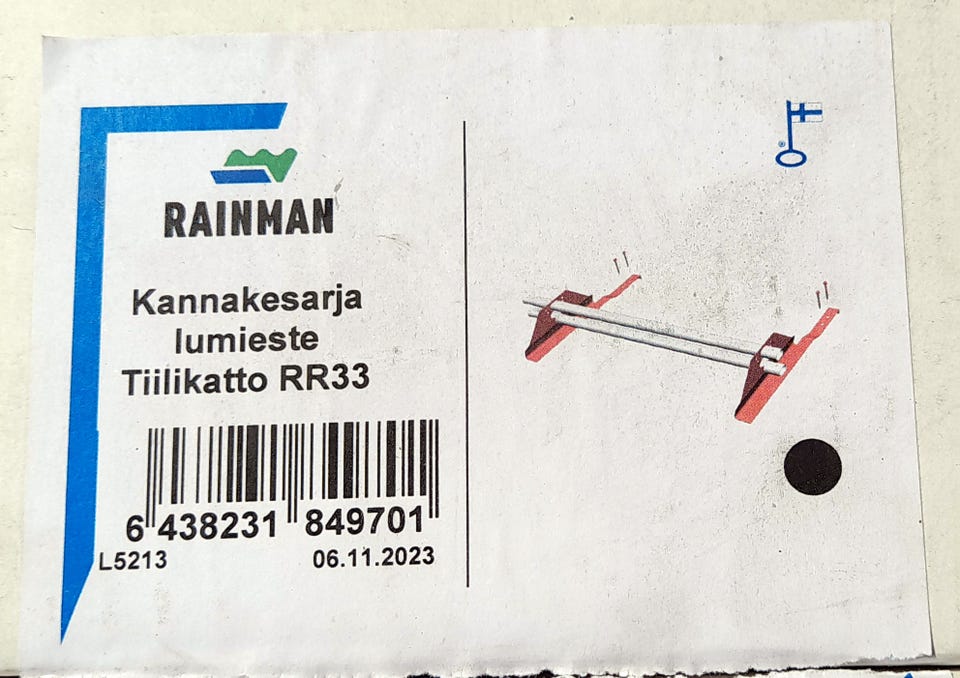 RAINMAN
Kannakesarja
lumieste
Tiilikatto RR33
6 438231 849701
L5213 06.11.2023
®